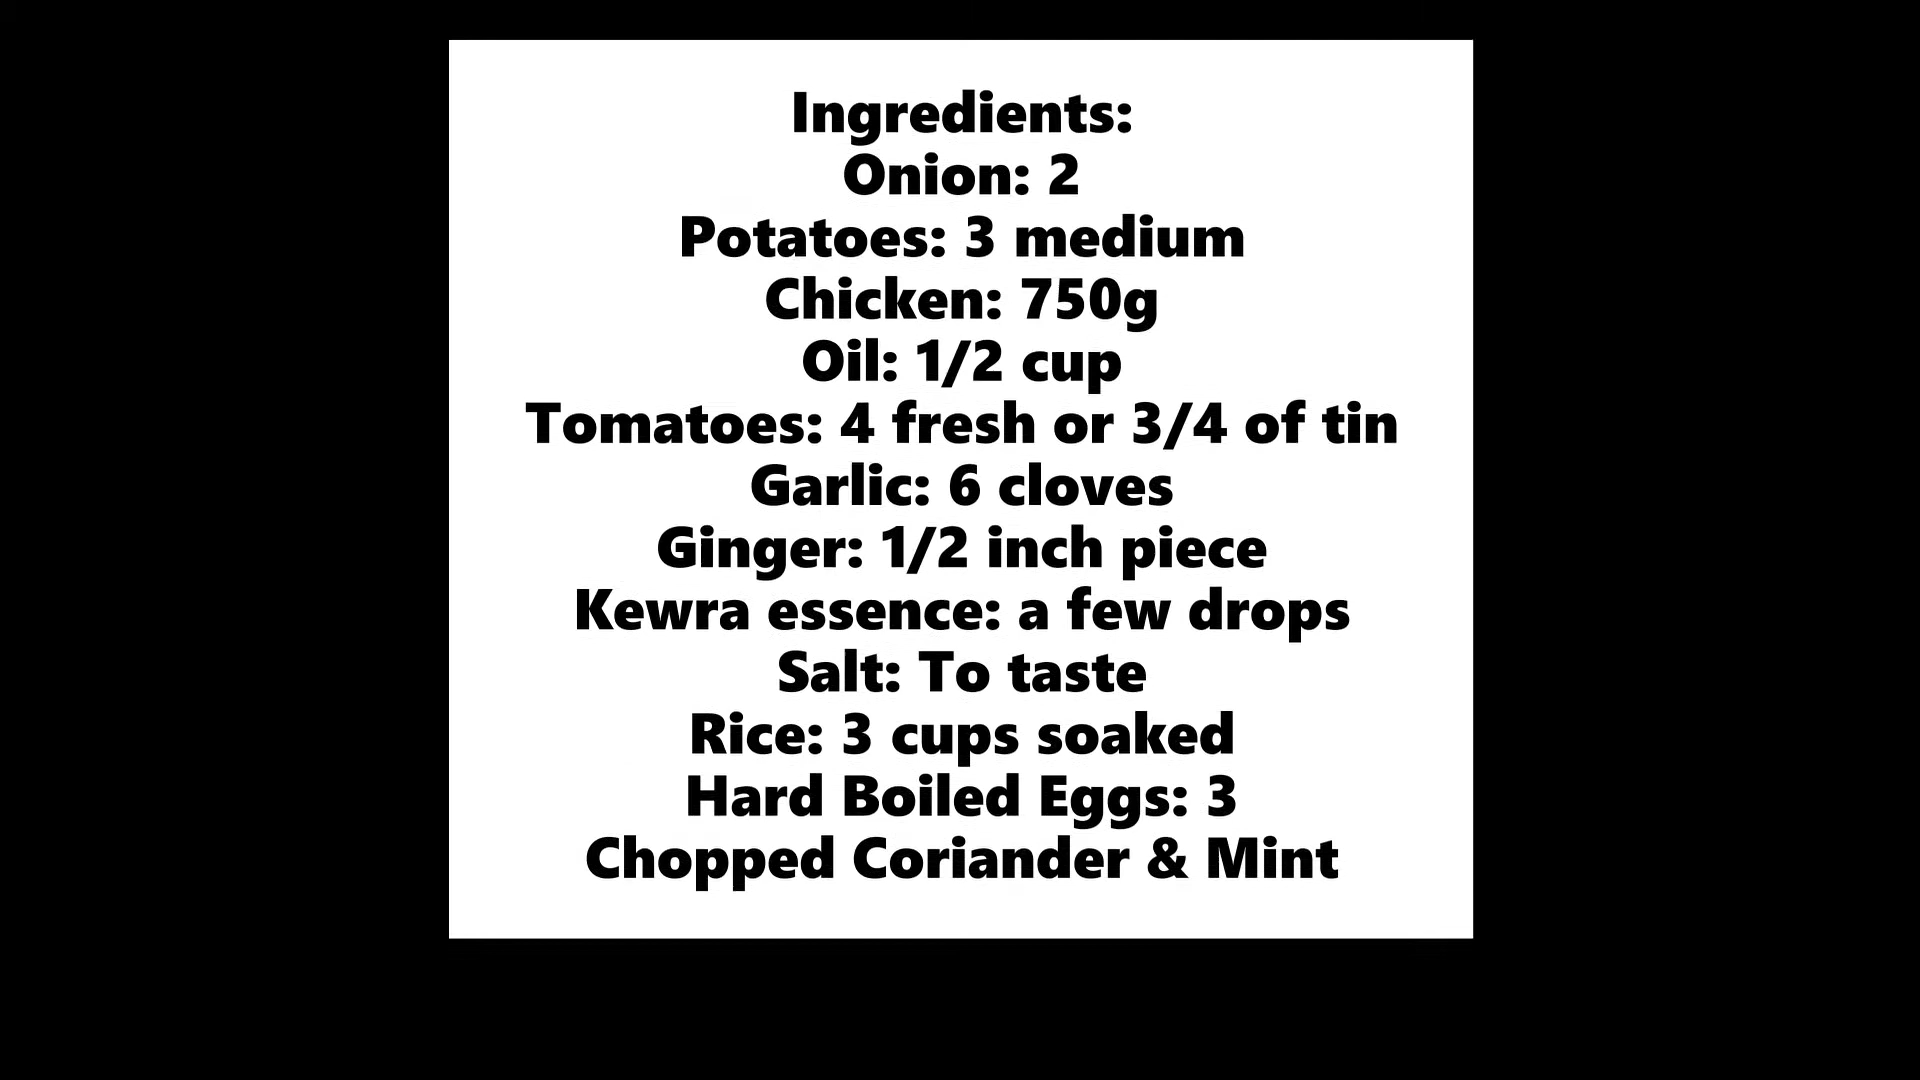 Ingredients:
Onion: 2
Potatoes: 3 medium
Chicken: 750g
Oil: 1/2 cup
Tomatoes: 4 fresh or 3/4 of tin
Garlic: 6 cloves
Ginger: 1/2 inch piece
Kewra essence: a few drops
Salt: To taste
Rice: 3 cups soaked
Hard Boiled Eggs: 3
Chopped Coriander & Mint